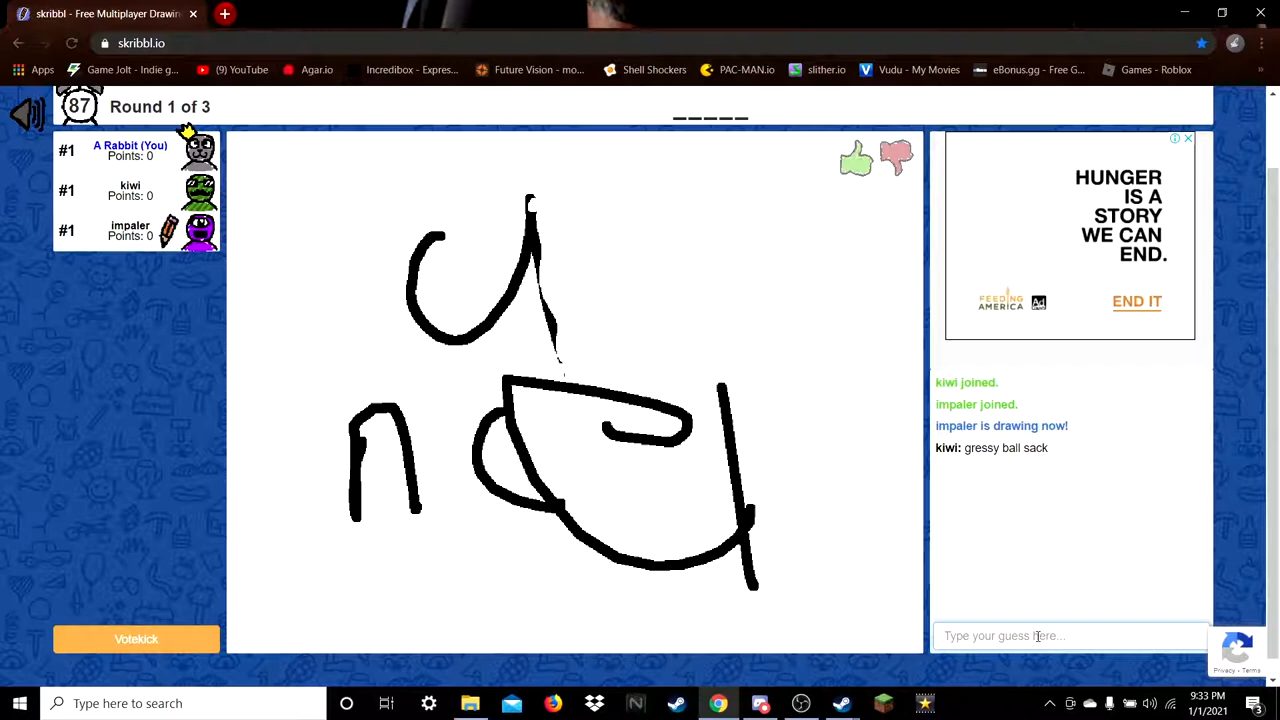 skribbl - Free Multiplayer Drawin
skribbl.io
Apps Game Jolt - Indie g... (9) YouTube Agar.io Incredibox - Expres... Future Vision - mo... Shell Shockers PAC-MAN.io slither.io Vudu - My Movies eBonus.gg - Free G... Games - Roblox »
87 Round 1 of 3 _ _ _ _ _
#1 A Rabbit (You)
Points: 0
#1 kiwi
Points: 0
#1 impaler
Points: 0
HUNGER
IS A
STORY
WE CAN
END.
FEEDING
AMERICA Ad END IT
kiwi joined.
impaler joined.
impaler is drawing now!
kiwi: gressy ball sack
Votekick
Type your guess here...
Privacy - Terms
Type here to search
9:33 PM
1/1/2021
3